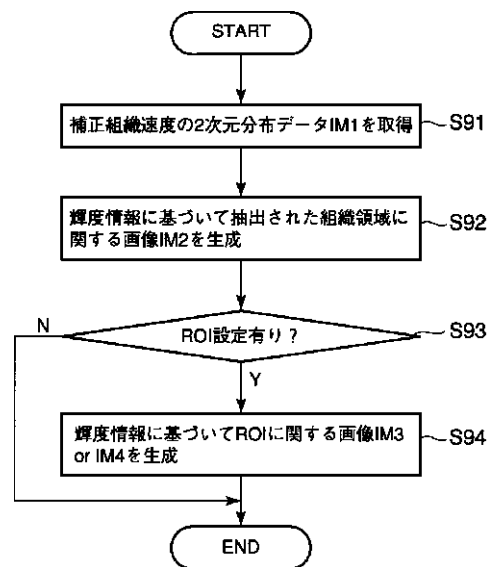 START
補正組織速度の2次元分布データIM1を取得
S91
輝度情報に基づいて抽出された組織領域に
関する画像IM2を生成
S92
N
ROI設定有り？
S93
Y
輝度情報に基づいてROIに関する画像IM3
or IM4を生成
S94
END